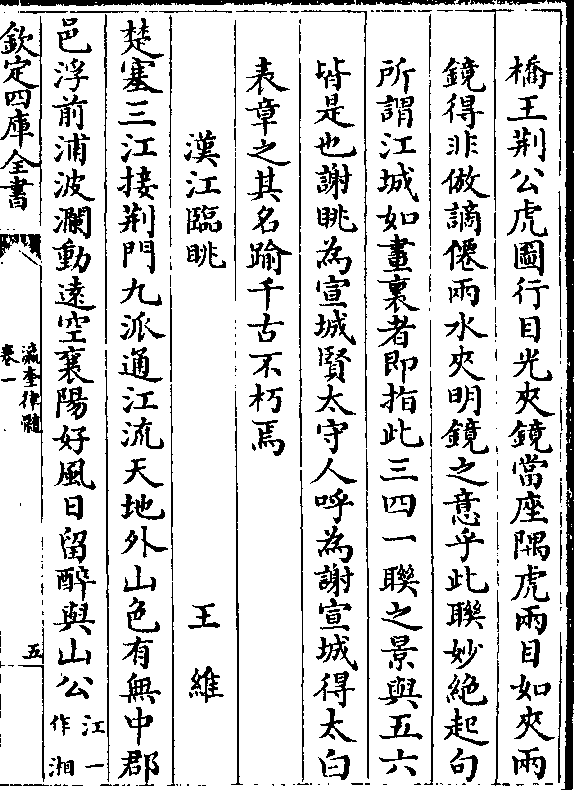 橋王荆公虎圖行目光夾鏡當座隅虎兩目如夾兩
鏡得非倣謫僊兩水夾明鏡之意乎此聯妙絶起句
所謂江城如畫裏者即指此三四一聯之景與五六
皆是也謝眺為宣城賢太守人呼為謝宣城得太白
表章之其名踰千古不朽焉
漢江臨眺
王維
楚塞三江接荆門九派通江流天地外山色有無中郡
邑浮前浦波瀾動遠空襄陽好風日留醉與山公江一作湘
欽定四庫全書
瀛奎律髓
卷一
五